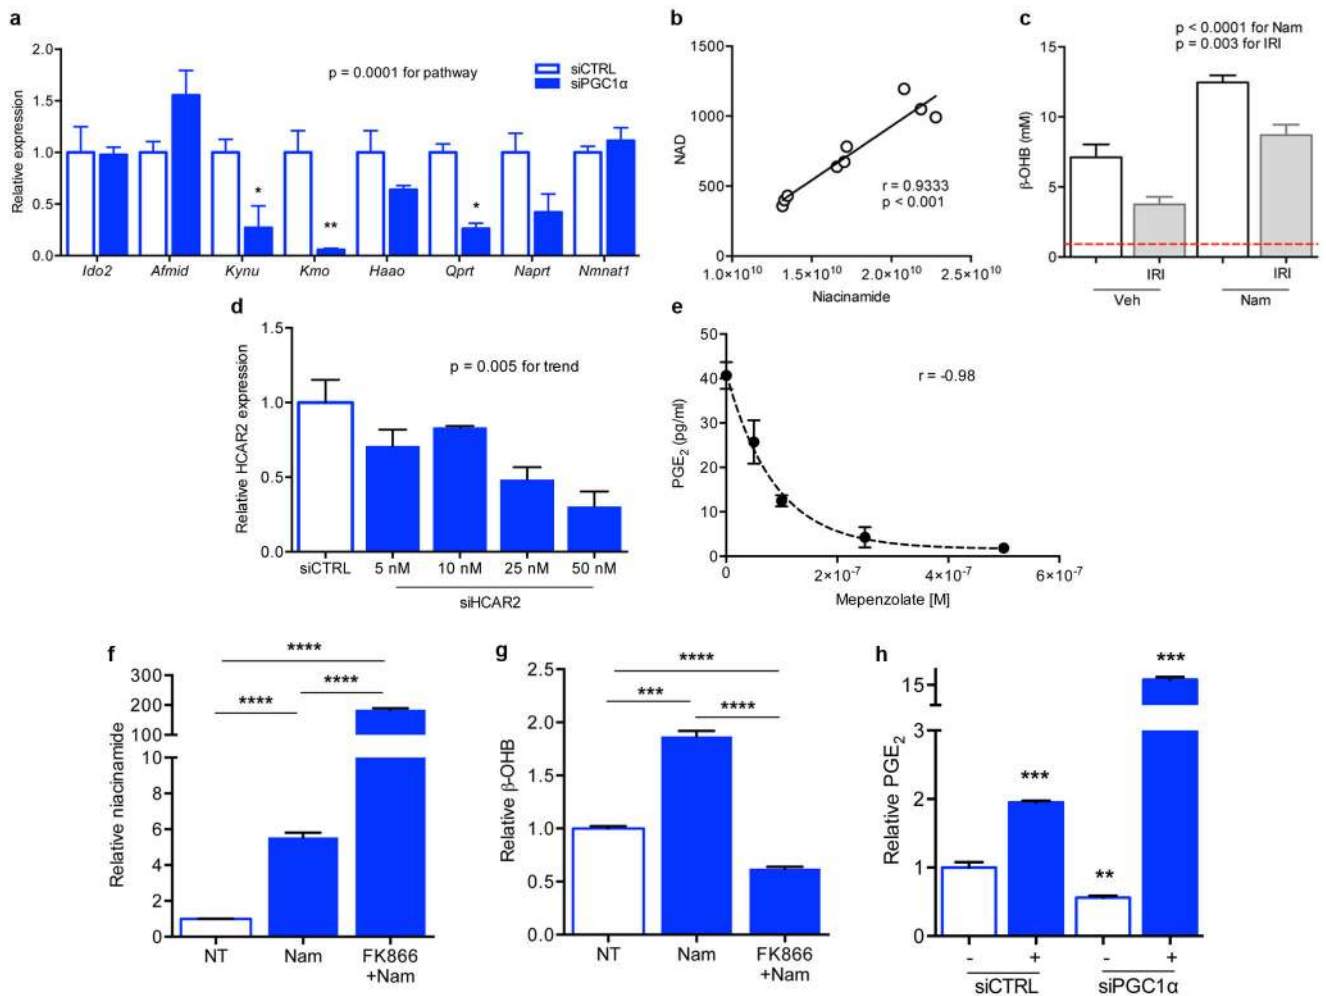 a
2.0
1.5
1.0
0.5
0.0
Relative expression
p = 0.0001 for pathway
siCTRL
siPGC1α
*
**
*
Ido2 Afmid Kynu Kmo Haao Qprt Naprt Nmnat1
b
1500
1000
500
0
NAD
r = 0.9333
p < 0.001
1.0×10¹⁰ 1.5×10¹⁰ 2.0×10¹⁰ 2.5×10¹⁰
Niacinamide
c
p < 0.0001 for Nam
p = 0.003 for IRI
15
10
5
0
β-OHB (mM)
IRI IRI
Veh Nam
d
1.5
1.0
0.5
0.0
Relative HCAR2 expression
p = 0.005 for trend
siCTRL 5 nM 10 nM 25 nM 50 nM
siHCAR2
e
50
40
30
20
10
0
PGE₂ (pg/ml)
r = -0.98
0 2×10⁻⁷ 4×10⁻⁷ 6×10⁻⁷
Mepenzolate [M]
f
300
200
100
10
8
6
4
2
0
Relative niacinamide
****
****
****
NT Nam FK866
+Nam
g
2.5
2.0
1.5
1.0
0.5
0.0
Relative β-OHB
****
***
****
NT Nam FK866
+Nam
h
15
3
2
1
0
Relative PGE₂
***
***
**
- + - +
siCTRL siPGC1α